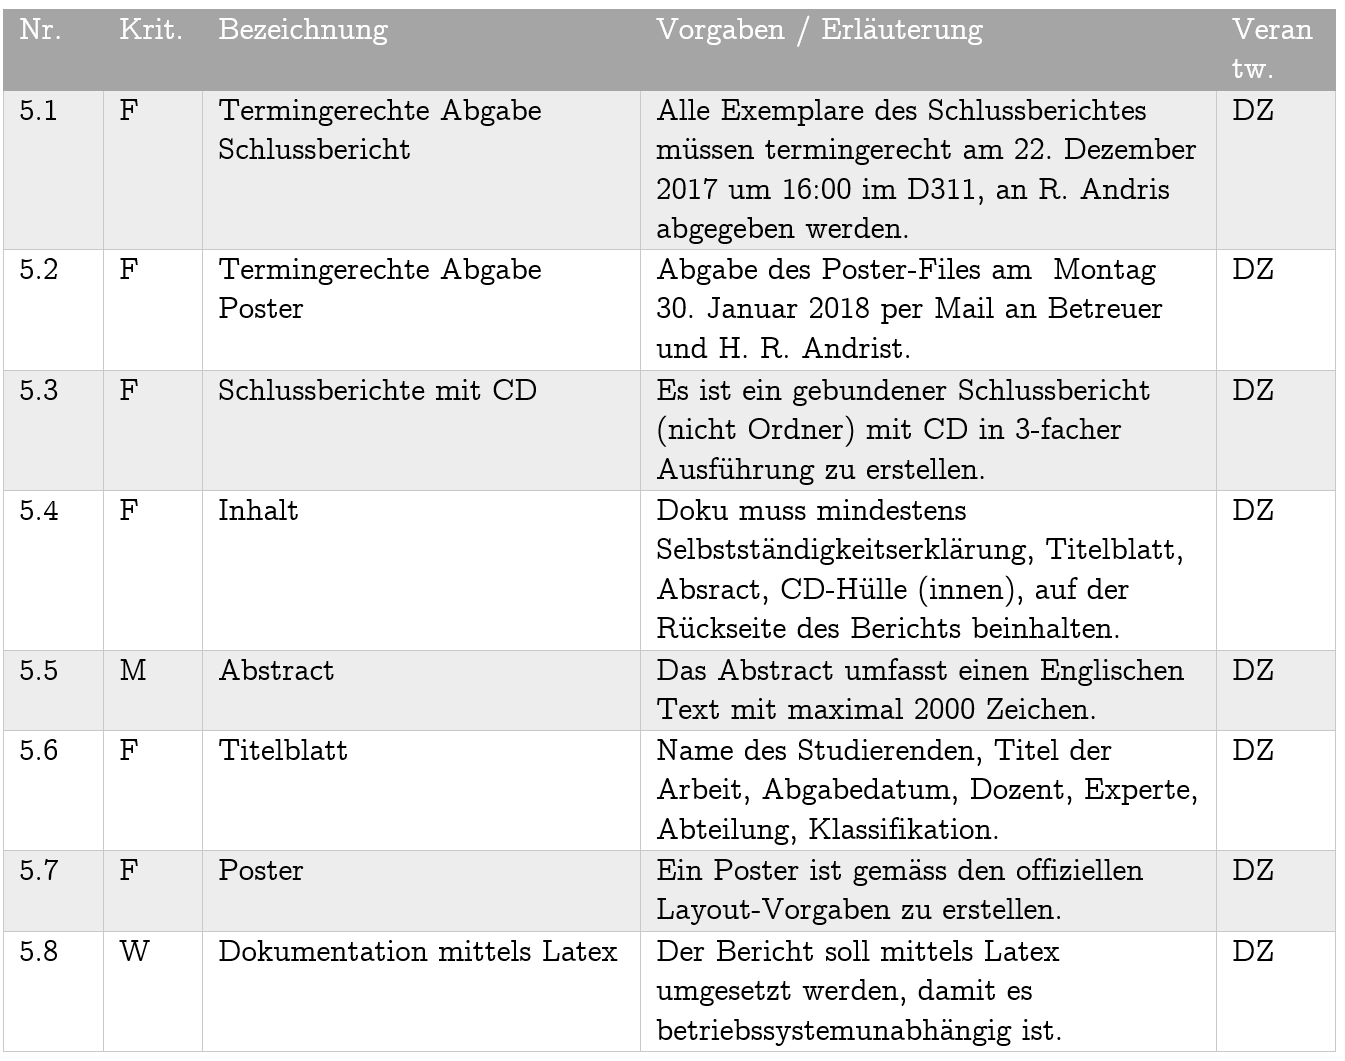 Nr. Krit. Bezeichnung Vorgaben / Erläuterung Veran
tw.
5.1 F Termingerechte Abgabe Alle Exemplare des Schlussberichtes DZ
Schlussbericht müssen termingerecht am 22. Dezember
2017 um 16:00 im D311, an R. Andris
abgegeben werden.
5.2 F Termingerechte Abgabe Abgabe des Poster-Files am  Montag DZ
Poster 30. Januar 2018 per Mail an Betreuer
und H. R. Andrist.
5.3 F Schlussberichte mit CD Es ist ein gebundener Schlussbericht DZ
(nicht Ordner) mit CD in 3-facher
Ausführung zu erstellen.
5.4 F Inhalt Doku muss mindestens DZ
Selbstständigkeitserklärung, Titelblatt,
Absract, CD-Hülle (innen), auf der
Rückseite des Berichts beinhalten.
5.5 M Abstract Das Abstract umfasst einen Englischen DZ
Text mit maximal 2000 Zeichen.
5.6 F Titelblatt Name des Studierenden, Titel der DZ
Arbeit, Abgabedatum, Dozent, Experte,
Abteilung, Klassifikation.
5.7 F Poster Ein Poster ist gemäss den offiziellen DZ
Layout-Vorgaben zu erstellen.
5.8 W Dokumentation mittels Latex Der Bericht soll mittels Latex DZ
umgesetzt werden, damit es
betriebssystemunabhängig ist.